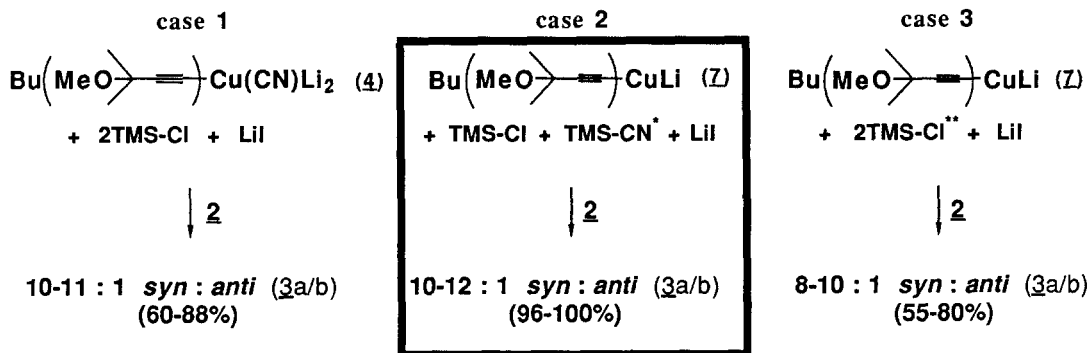 case 1 case 2 case 3
Bu(MeO ≡)Cu(CN)Li₂ (4) Bu(MeO ≡)CuLi (7) Bu(MeO ≡)CuLi (7)
+ 2TMS-Cl + LiI + TMS-Cl + TMS-CN* + LiI + 2TMS-Cl** + LiI
2 2 2
10-11 : 1 syn : anti (3a/b) 10-12 : 1 syn : anti (3a/b) 8-10 : 1 syn : anti (3a/b)
(60-88%) (96-100%) (55-80%)